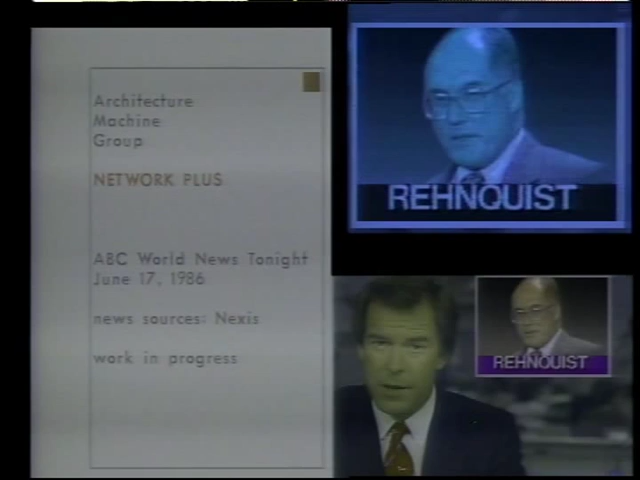 Architecture
Machine
Group
NETWORK PLUS
ABC World News Tonight
June 17, 1986
news sources: Nexis
work in progress
REHNQUIST
REHNQUIST